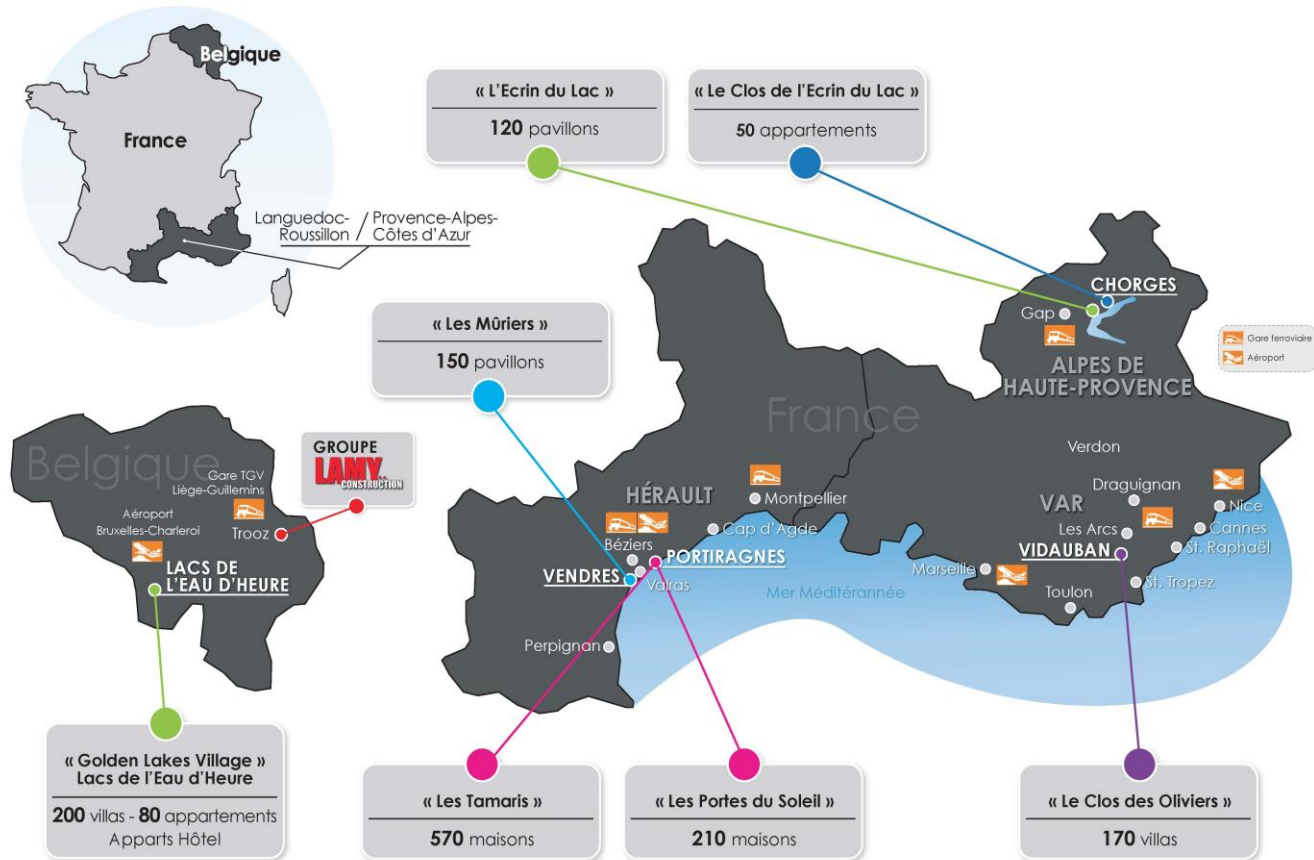 Belgique
France
Languedoc-
Roussillon
/
Provence-Alpes-
Côtes d'Azur
« L'Ecrin du Lac »
120 pavillons
« Le Clos de l'Ecrin du Lac »
50 appartements
« Les Mûriers »
150 pavillons
CHORGES
Gap
ALPES DE
HAUTE-PROVENCE
Gare ferroviaire
Aéroport
Belgique
Gare TGV
Liège-Guillemins
Aéroport
Bruxelles-Charleroi
Trooz
LACS DE
L'EAU D'HEURE
GROUPE
LAMY
CONSTRUCTION
France
HÉRAULT
Montpellier
Cap d'Agde
Béziers
PORTIRAGNES
VENDRES
Valras
Perpignan
Mer Méditérannée
Verdon
Draguignan
VAR
Nice
Les Arcs
Cannes
VIDAUBAN
St. Raphaël
Marseille
St. Tropez
Toulon
« Golden Lakes Village »
Lacs de l'Eau d'Heure
200 villas - 80 appartements
Apparts Hôtel
« Les Tamaris »
570 maisons
« Les Portes du Soleil »
210 maisons
« Le Clos des Oliviers »
170 villas